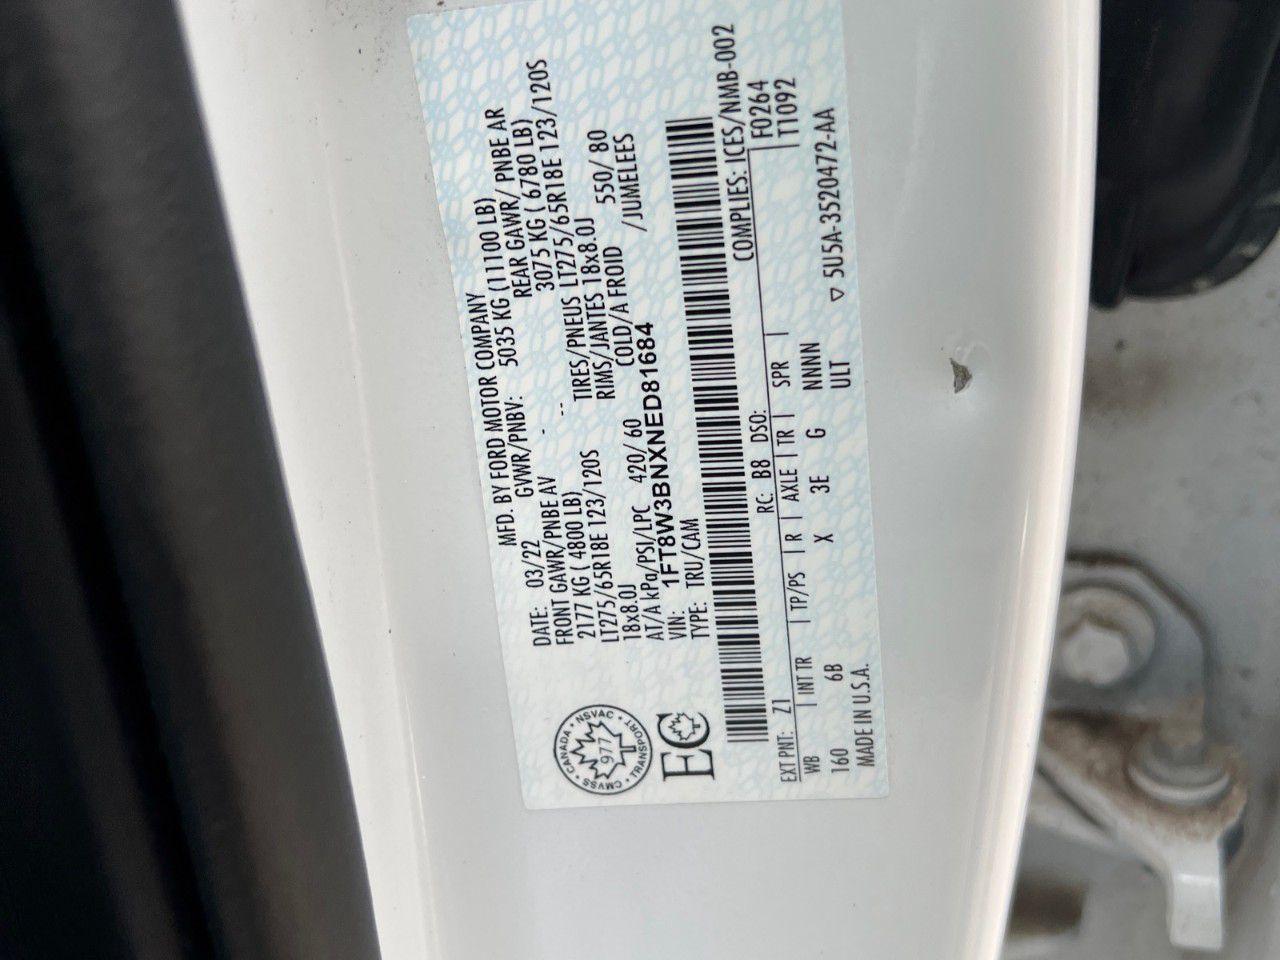 MFD. BY FORD MOTOR COMPANY
DATE: 03/22 GVWR/PNBV: 5035 KG (11100 LB)
FRONT GAWR/PNBE AV - REAR GAWR/ PNBE AR
2177 KG ( 4800 LB) -- 3075 KG ( 6780 LB)
LT275/65R18E 123/120S TIRES/PNEUS LT275/65R18E 123/120S
18x8.0J RIMS/JANTES 18x8.0J
AT/A kPa/PSI/LPC 420/ 60 COLD/A FROID 550/ 80
VIN: 1FT8W3BNXNED81684 /JUMELEES
TYPE: TRU/CAM
CANADA • NSVAC • TRANSPORT • CMVSS •
977
EC
COMPLIES: ICES/NMB-002
F0264
T1092
EXT PNT: Z1 RC: B8 DSO:
WB | INT TR | TP/PS | R | AXLE | TR | SPR |
160 6B X 3E G NNNN
MADE IN U.S.A. ULT
▽ 5U5A-3520472-AA